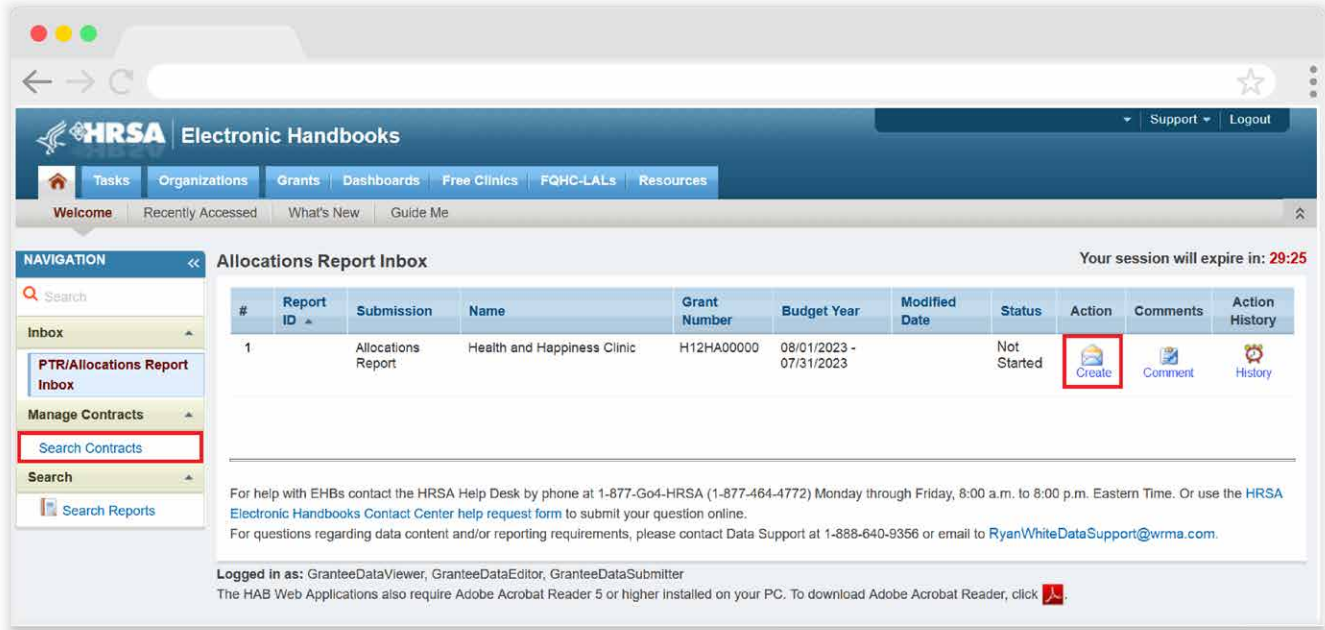 HRSA Electronic Handbooks
Support Logout
Tasks Organizations Grants Dashboards Free Clinics FQHC-LALs Resources
Welcome Recently Accessed What's New Guide Me
NAVIGATION
Search
Inbox
PTR/Allocations Report
Inbox
Manage Contracts
Search Contracts
Search
Search Reports
Allocations Report Inbox
Your session will expire in: 29:25
# Report ID Submission Name Grant Number Budget Year Modified Date Status Action Comments Action History
1 Allocations Report Health and Happiness Clinic H12HA00000 08/01/2023 - 07/31/2023 Not Started Create Comment History
For help with EHBs contact the HRSA Help Desk by phone at 1-877-Go4-HRSA (1-877-464-4772) Monday through Friday, 8:00 a.m. to 8:00 p.m. Eastern Time. Or use the HRSA
Electronic Handbooks Contact Center help request form to submit your question online.
For questions regarding data content and/or reporting requirements, please contact Data Support at 1-888-640-9356 or email to RyanWhiteDataSupport@wrma.com.
Logged in as: GranteeDataViewer, GranteeDataEditor, GranteeDataSubmitter
The HAB Web Applications also require Adobe Acrobat Reader 5 or higher installed on your PC. To download Adobe Acrobat Reader, click .